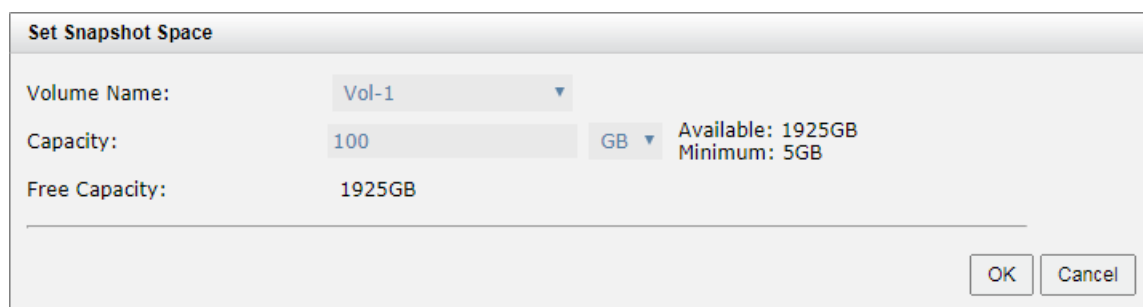 Set Snapshot Space
Volume Name: Vol-1
Capacity: 100 GB Available: 1925GB
Minimum: 5GB
Free Capacity: 1925GB
OK Cancel